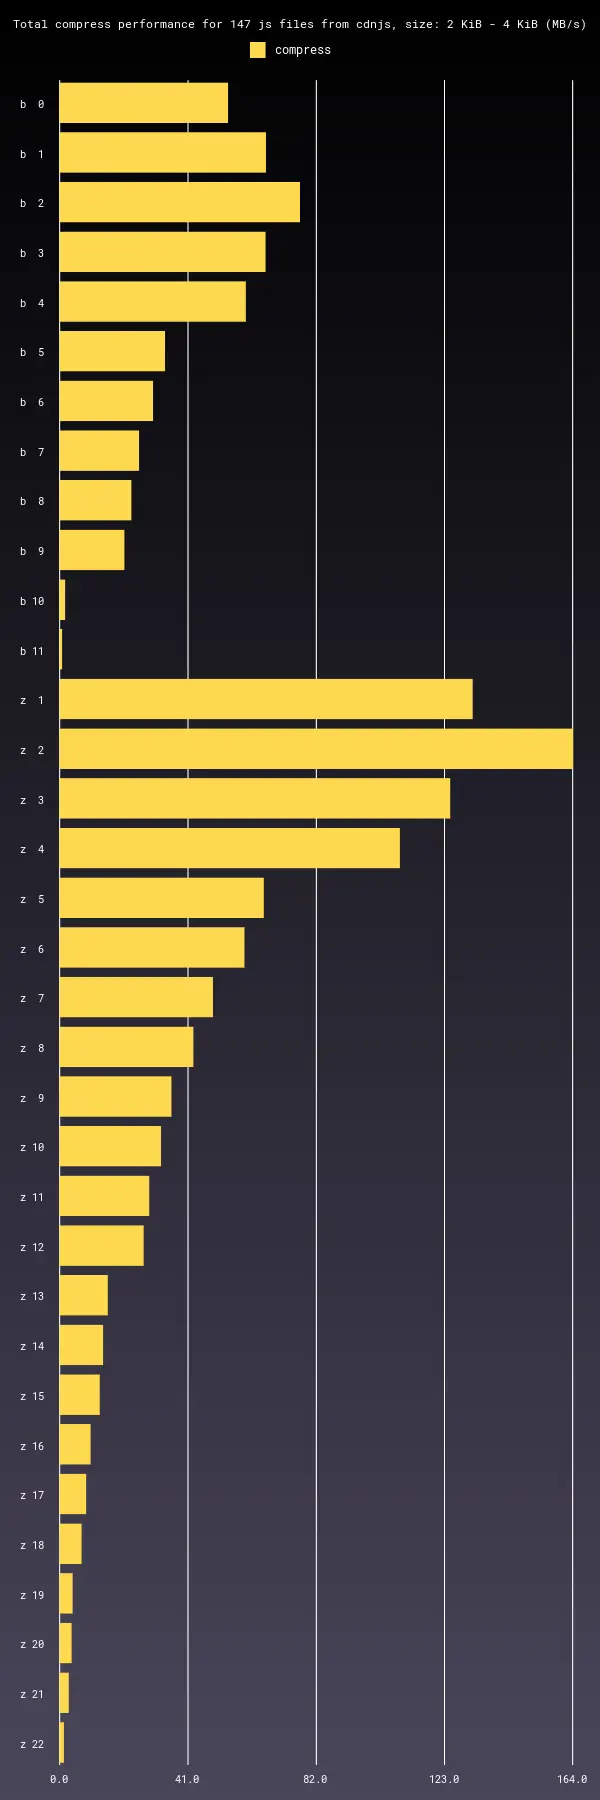 Total compress performance for 147 js files from cdnjs, size: 2 KiB - 4 KiB (MB/s)
compress
b 0
b 1
b 2
b 3
b 4
b 5
b 6
b 7
b 8
b 9
b 10
b 11
z 1
z 2
z 3
z 4
z 5
z 6
z 7
z 8
z 9
z 10
z 11
z 12
z 13
z 14
z 15
z 16
z 17
z 18
z 19
z 20
z 21
z 22
0.0 41.0 82.0 123.0 164.0